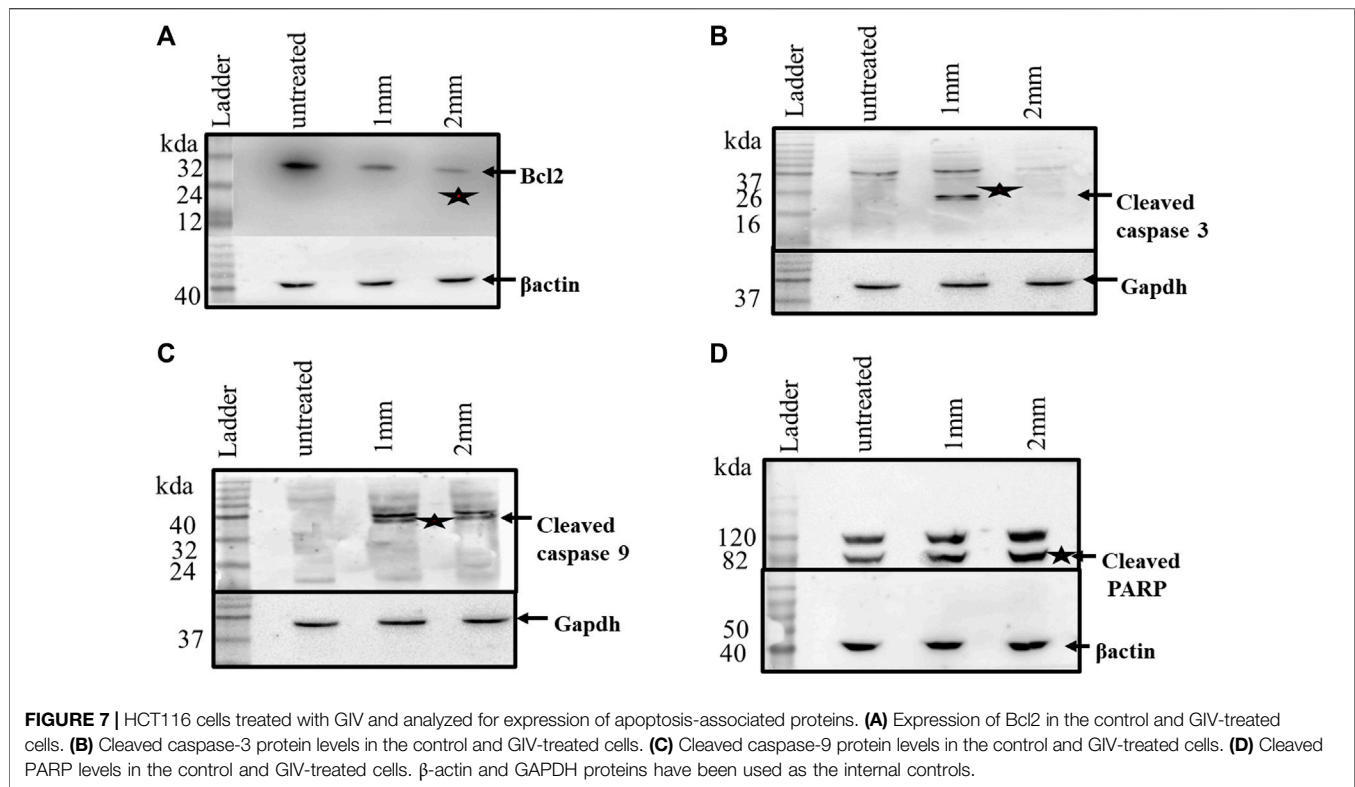 A
Ladder
untreated
1mm
2mm
kda
32
24
12
40
Bcl2
βactin
B
Ladder
untreated
1mm
2mm
kda
37
26
16
37
Cleaved
caspase 3
Gapdh
C
Ladder
untreated
1mm
2mm
kda
40
32
24
37
Cleaved
caspase 9
Gapdh
D
Ladder
untreated
1mm
2mm
kda
120
82
50
40
Cleaved
PARP
βactin
FIGURE 7 | HCT116 cells treated with GIV and analyzed for expression of apoptosis-associated proteins. (A) Expression of Bcl2 in the control and GIV-treated
cells. (B) Cleaved caspase-3 protein levels in the control and GIV-treated cells. (C) Cleaved caspase-9 protein levels in the control and GIV-treated cells. (D) Cleaved
PARP levels in the control and GIV-treated cells. β-actin and GAPDH proteins have been used as the internal controls.